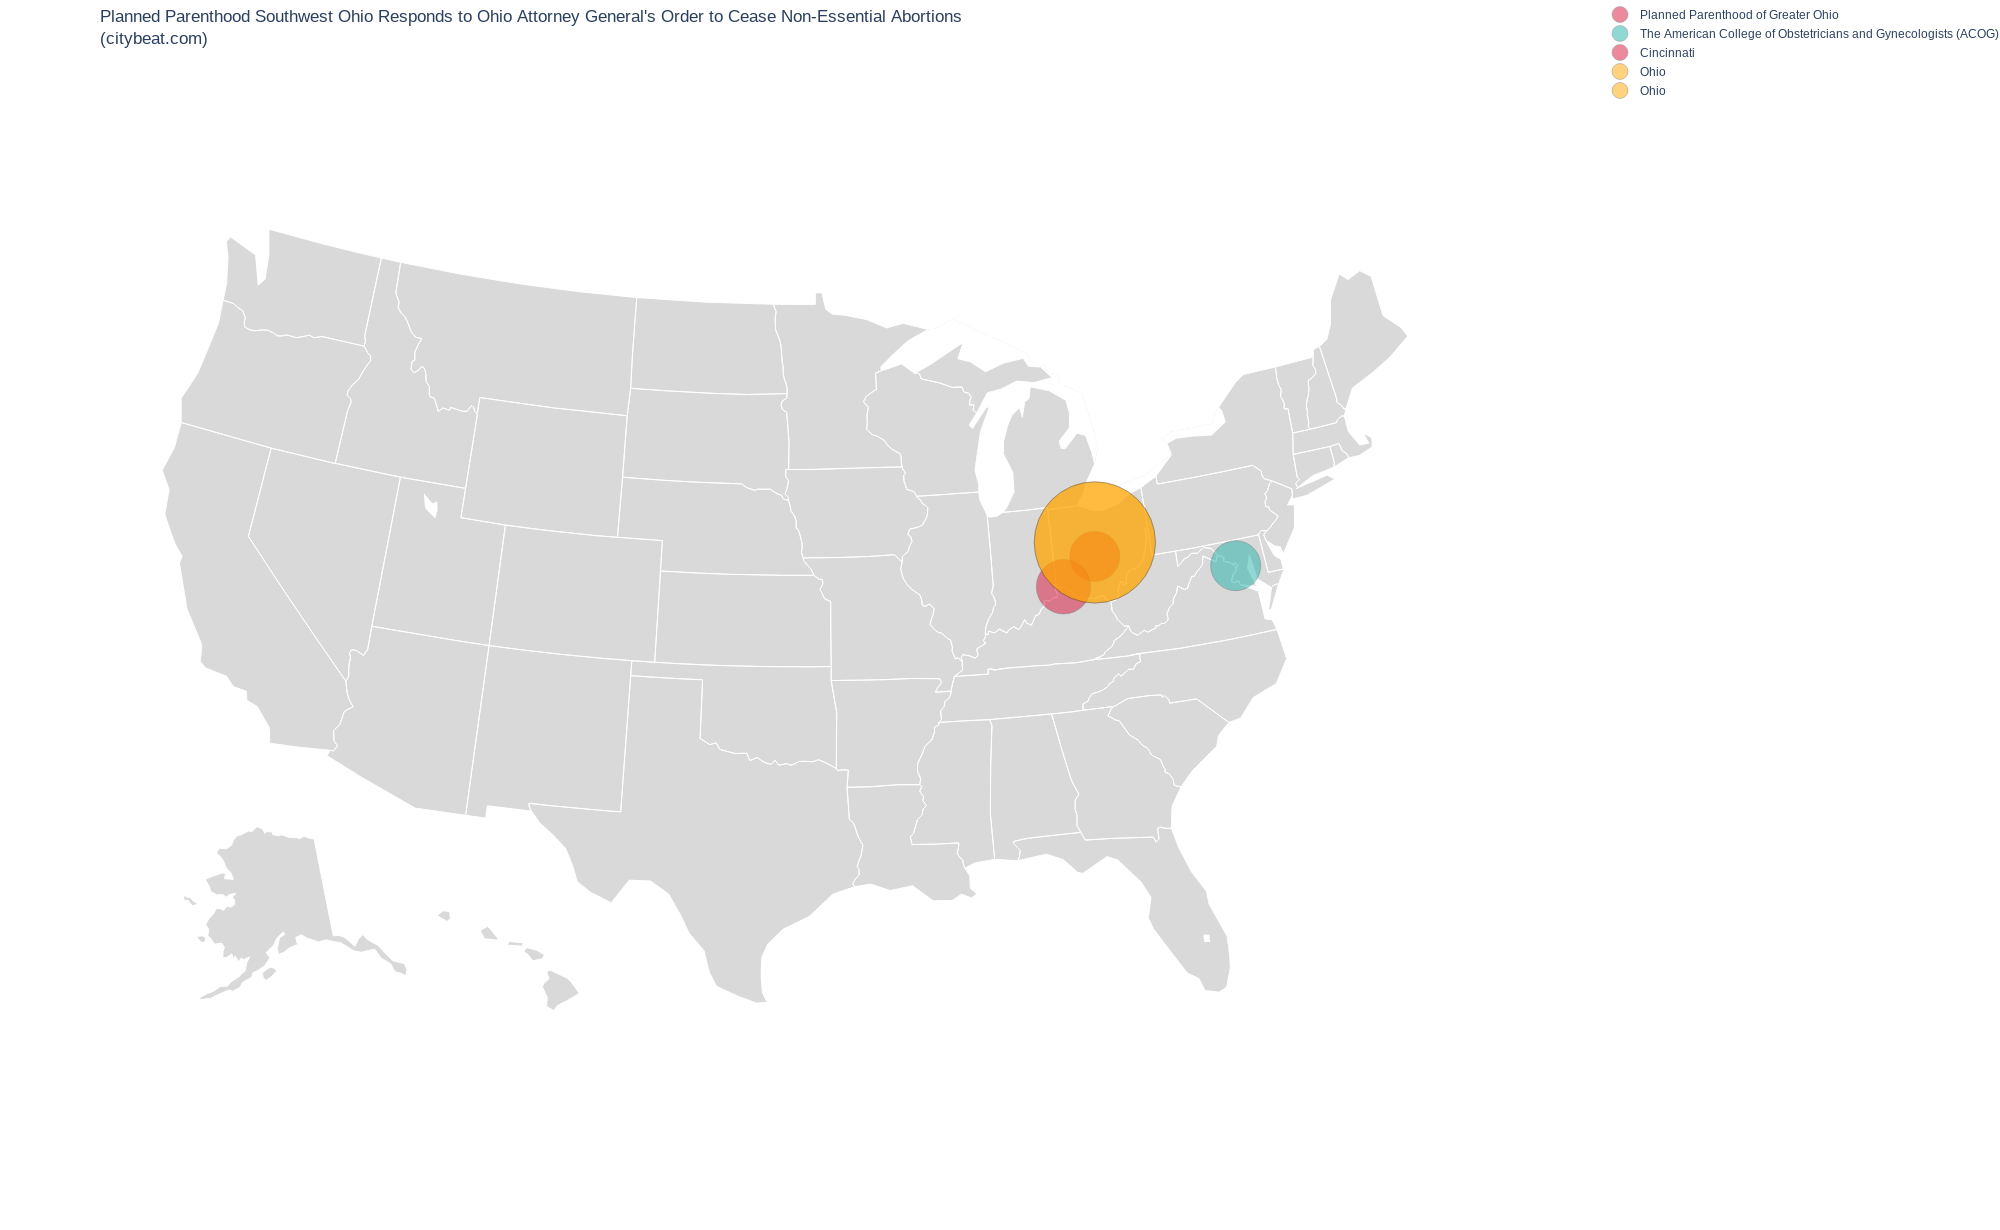 Planned Parenthood Southwest Ohio Responds to Ohio Attorney General's Order to Cease Non-Essential Abortions
(citybeat.com)
Planned Parenthood of Greater Ohio
The American College of Obstetricians and Gynecologists (ACOG)
Cincinnati
Ohio
Ohio